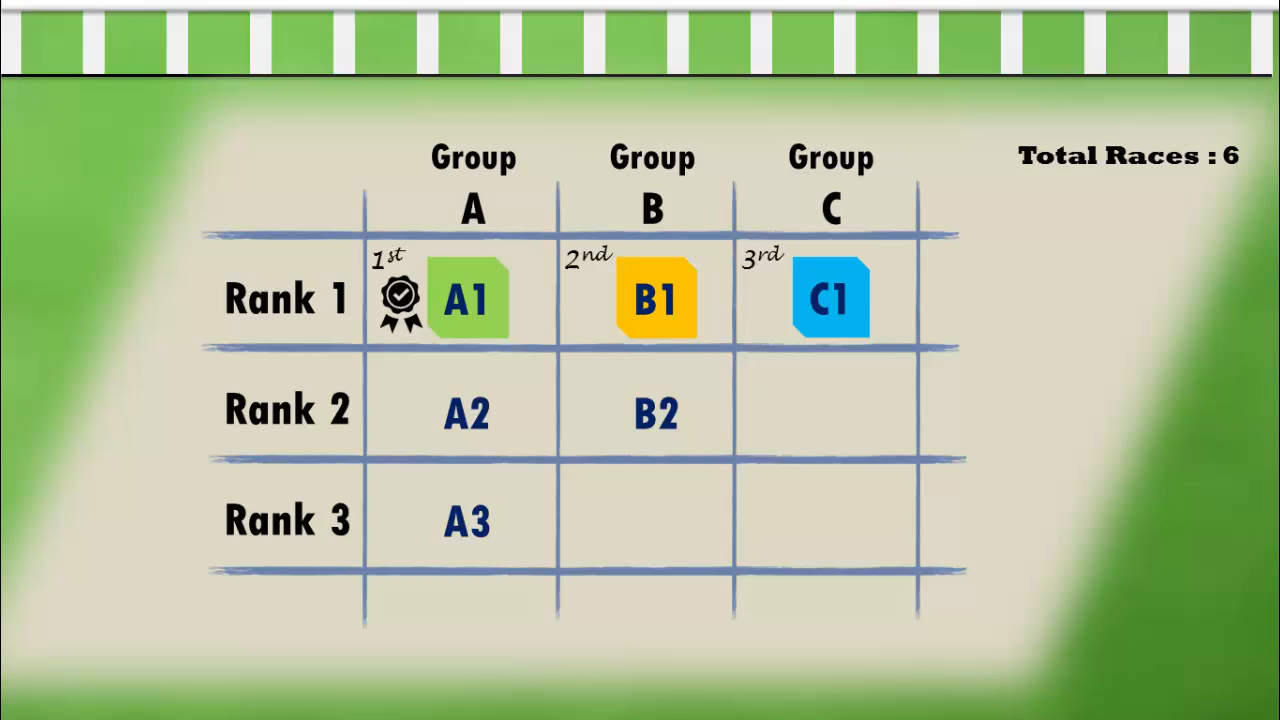 Group Group Group
Total Races : 6
A B C
1st 2nd 3rd
Rank 1 A1 B1 C1
Rank 2 A2 B2
Rank 3 A3